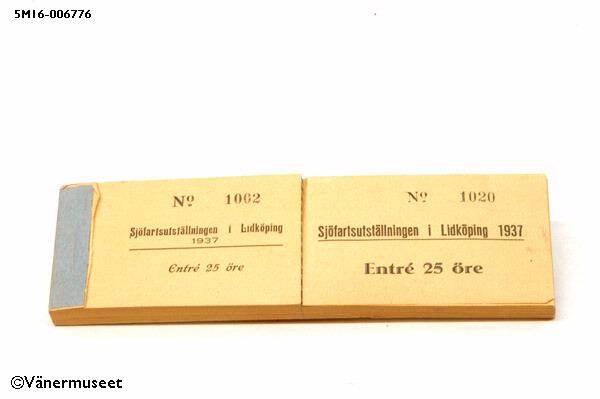 5M16-006776
Nº 1002
Sjöfartsutställningen i Lidköping
1937
Entré 25 öre
Nº 1020
Sjöfartsutställningen i Lidköping 1937
Entré 25 öre
©Vänermuseet